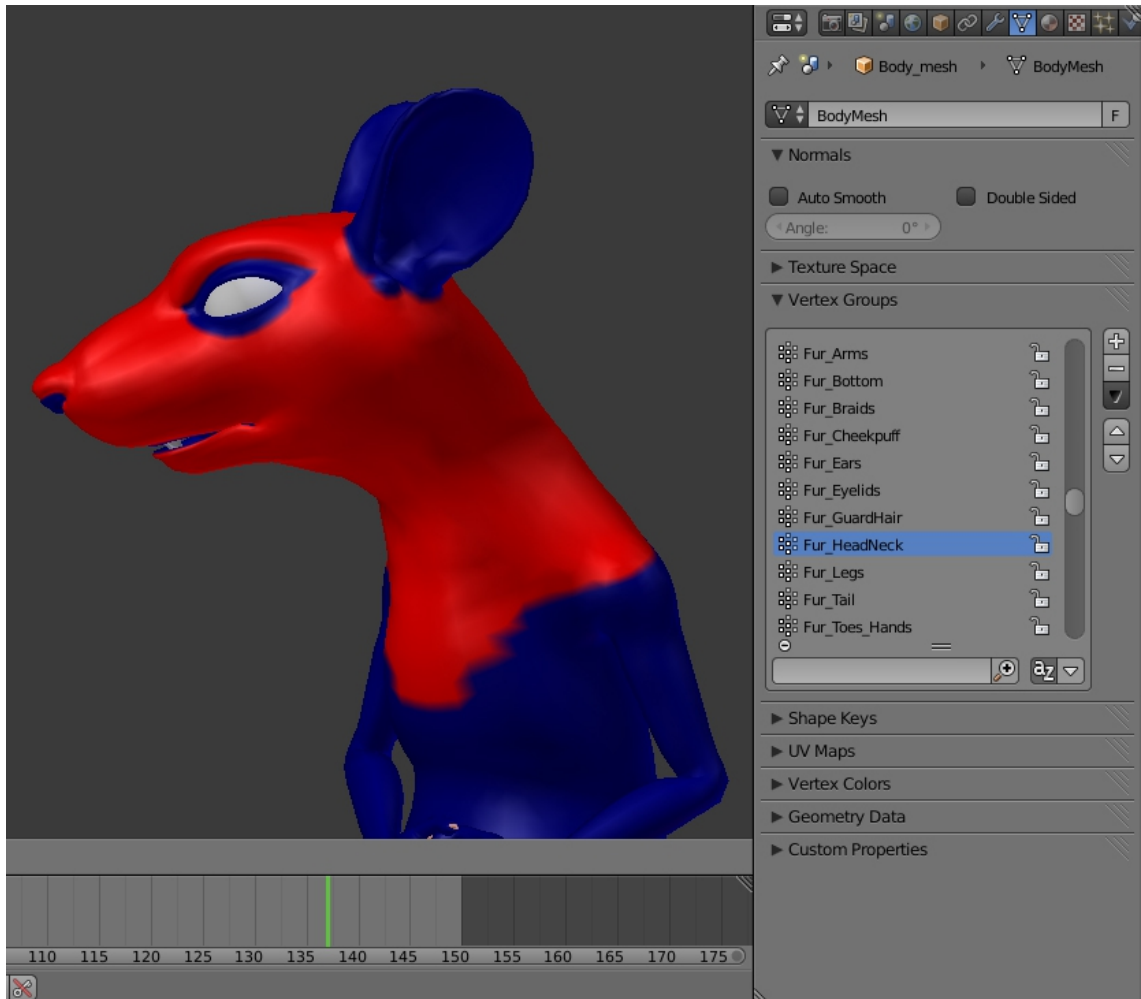 Body_mesh BodyMesh
BodyMesh F
Normals
Auto Smooth Double Sided
Angle: 0°
Texture Space
Vertex Groups
Fur_Arms
Fur_Bottom
Fur_Braids
Fur_Cheekpuff
Fur_Ears
Fur_Eyelids
Fur_GuardHair
Fur_HeadNeck
Fur_Legs
Fur_Tail
Fur_Toes_Hands
az
Shape Keys
UV Maps
Vertex Colors
Geometry Data
Custom Properties
110 115 120 125 130 135 140 145 150 155 160 165 170 175